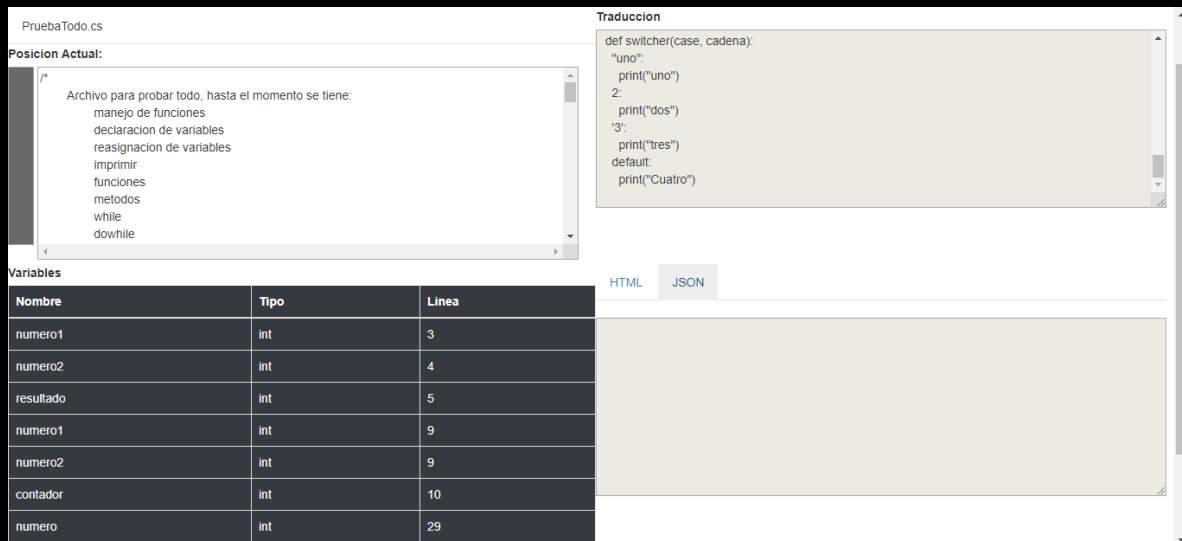 PruebaTodo.cs
Posicion Actual:
/*
Archivo para probar todo, hasta el momento se tiene:
manejo de funciones
declaracion de variables
reasignacion de variables
imprimir
funciones
metodos
while
dowhile
Variables
Nombre Tipo Linea
numero1 int 3
numero2 int 4
resultado int 5
numero1 int 9
numero2 int 9
contador int 10
numero int 29
Traduccion
def switcher(case, cadena):
"uno":
print("uno")
2:
print("dos")
'3':
print("tres")
default:
print("Cuatro")
HTML JSON